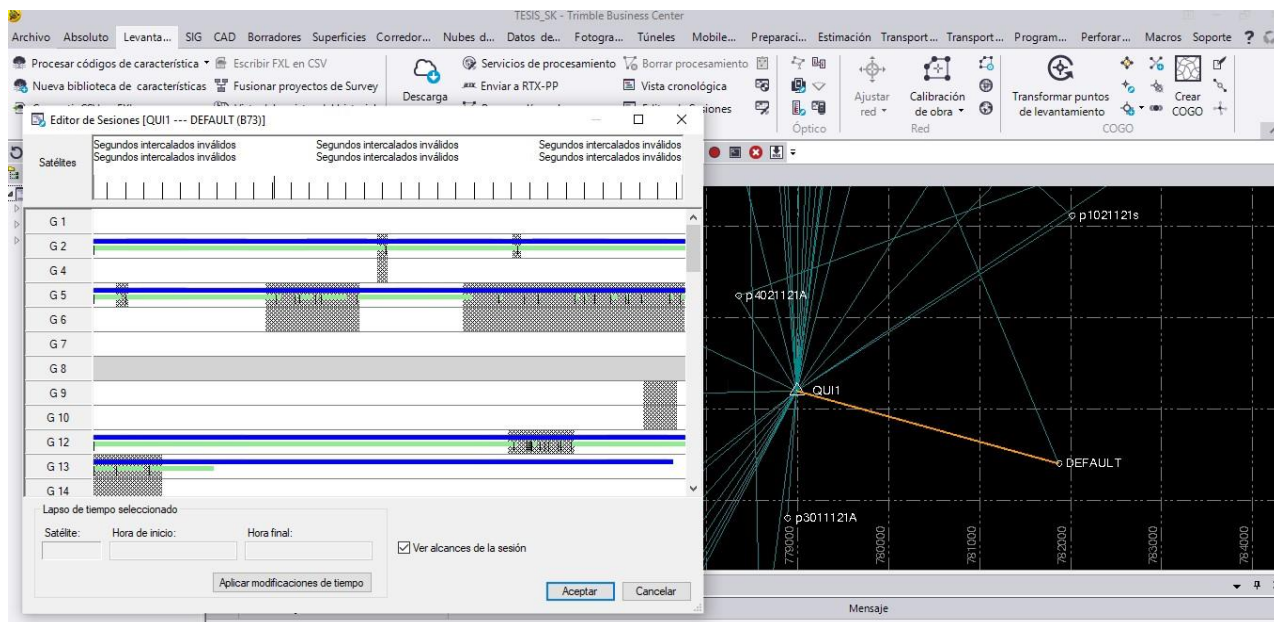 TESIS_SK - Trimble Business Center
Archivo Absoluto Levanta... SIG CAD Borradores Superficies Corredor... Nubes d... Datos de... Fotogra... Túneles Mobile... Preparaci... Estimación Transport... Transport... Program... Perforar... Macros Soporte ?
Procesar códigos de característica Escribir FXL en CSV Servicios de procesamiento Borrar procesamiento
Nueva biblioteca de características Fusionar proyectos de Survey Enviar a RTX-PP Vista cronológica
Descarga
Ajustar red Calibración de obra Transformar puntos de levantamiento Crear COGO
Óptico Red COGO
Editor de Sesiones [QUI1 --- DEFAULT (B73)]
Satélites
Segundos intercalados inválidos Segundos intercalados inválidos Segundos intercalados inválidos
Segundos intercalados inválidos Segundos intercalados inválidos Segundos intercalados inválidos
G 1
G 2
G 4
G 5
G 6
G 7
G 8
G 9
G 10
G 12
G 13
G 14
Lapso de tiempo seleccionado
Satélite: Hora de inicio: Hora final:
Ver alcances de la sesión
Aplicar modificaciones de tiempo
Aceptar Cancelar
p1021121s
p4021121A
QUI1
DEFAULT
p3011121A
779000 780000 781000 782000 783000 784000
Mensaje